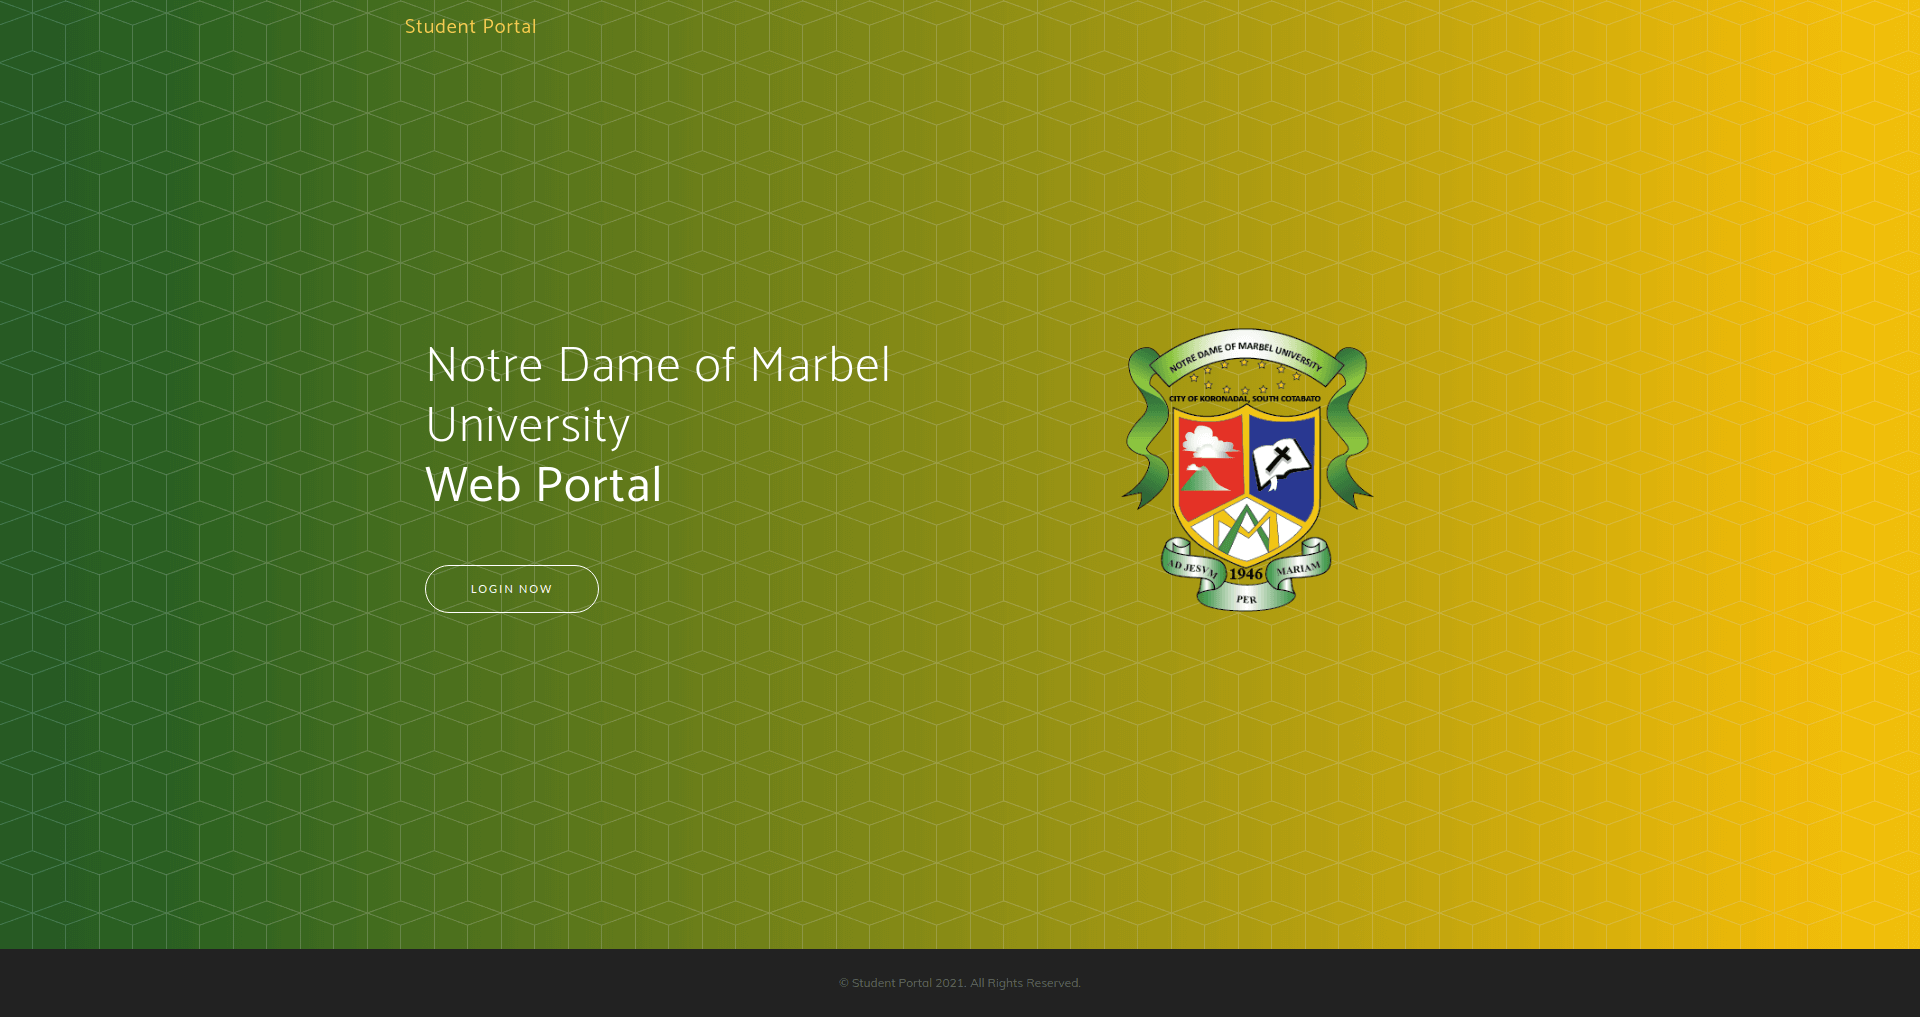 Student Portal
Notre Dame of Marbel
University
Web Portal
LOGIN NOW
NOTRE DAME OF MARBEL UNIVERSITY
CITY OF KORONADAL, SOUTH COTABATO
AD JESVM
1946
MARIAM
PER
© Student Portal 2021. All Rights Reserved.